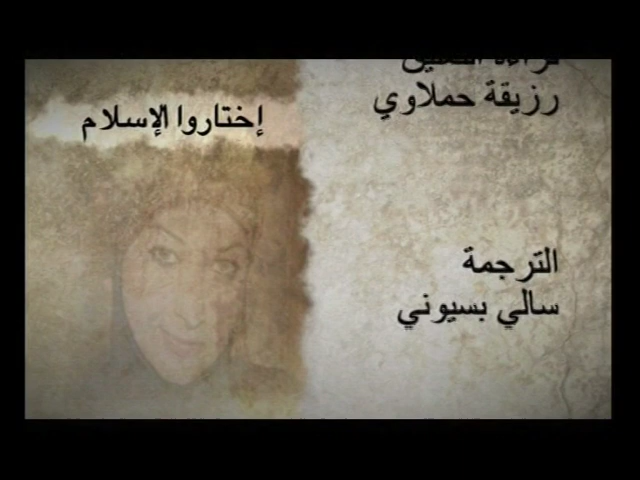 رزيقة حملاوي
إختاروا الإسلام
الترجمة
سالي بسيوني